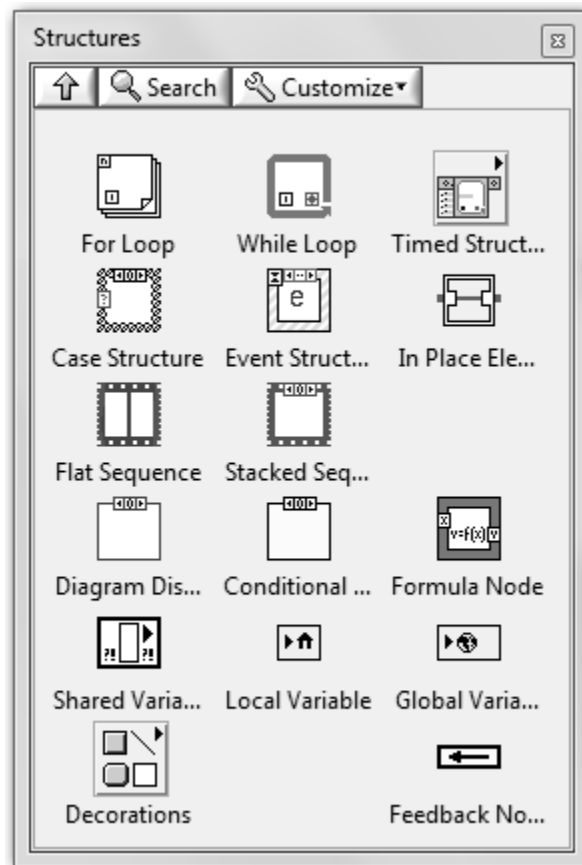 Structures
Search Customize
For Loop While Loop Timed Struct...
Case Structure Event Struct... In Place Ele...
Flat Sequence Stacked Seq...
Diagram Dis... Conditional ... Formula Node
Shared Varia... Local Variable Global Varia...
Decorations Feedback No...